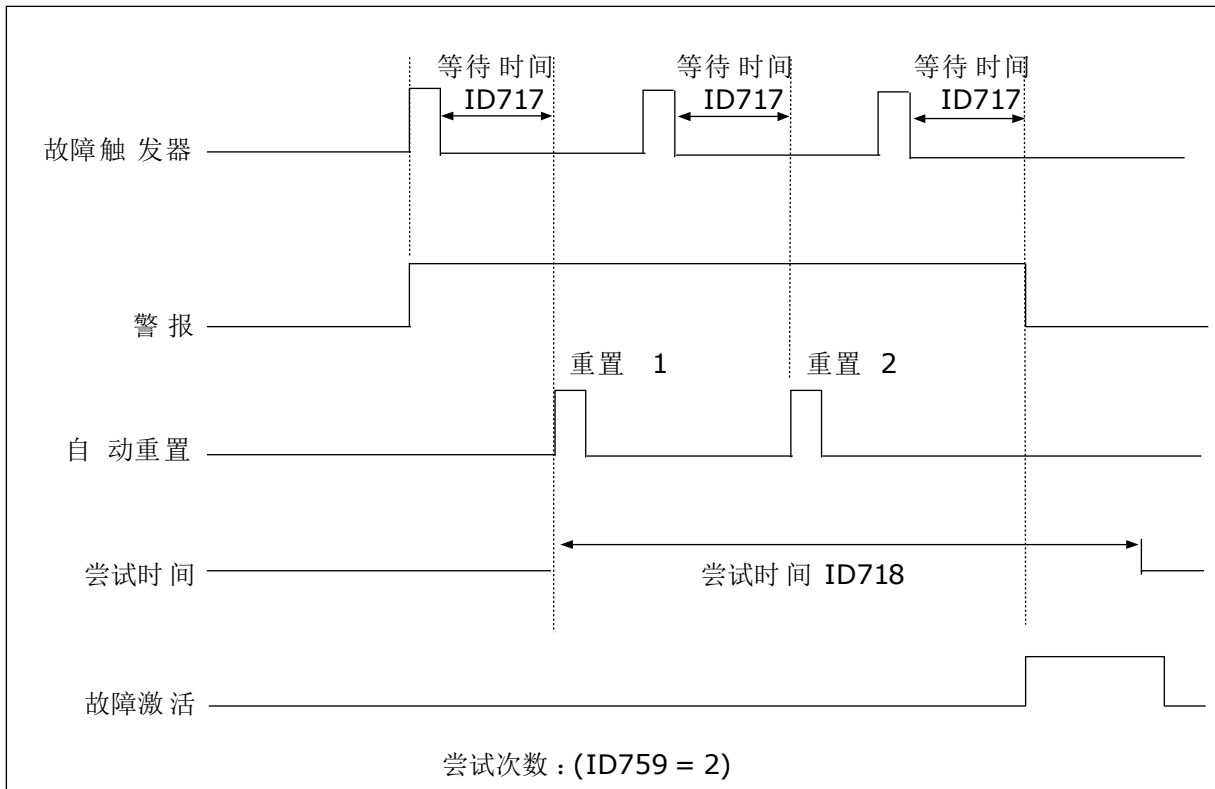 等待时间 等待时间 等待时间
ID717 ID717 ID717
故障触发器
警报
重置 1 重置 2
自动重置
尝试时间 尝试时间 ID718
故障激活
尝试次数：(ID759 = 2)